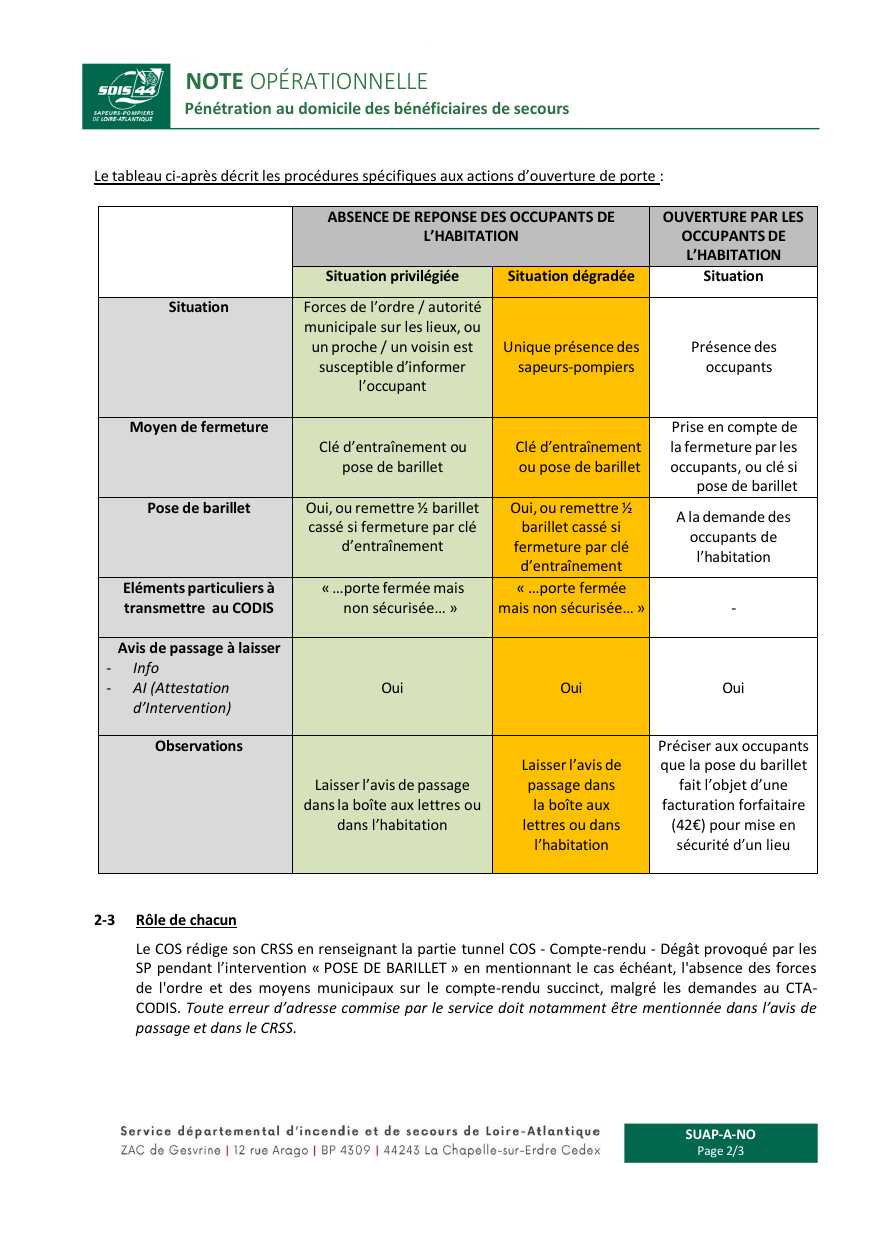 SDIS 44
SAPEURS-POMPIERS
DE LOIRE-ATLANTIQUE
NOTE OPÉRATIONNELLE
Pénétration au domicile des bénéficiaires de secours
Le tableau ci-après décrit les procédures spécifiques aux actions d’ouverture de porte :
ABSENCE DE REPONSE DES OCCUPANTS DE
L’HABITATION
OUVERTURE PAR LES
OCCUPANTS DE
L’HABITATION
Situation privilégiée
Situation dégradée
Situation
Situation
Forces de l’ordre / autorité
municipale sur les lieux, ou
un proche / un voisin est
susceptible d’informer
l’occupant
Unique présence des
sapeurs-pompiers
Présence des
occupants
Moyen de fermeture
Clé d’entraînement ou
pose de barillet
Clé d’entraînement
ou pose de barillet
Prise en compte de
la fermeture par les
occupants, ou clé si
pose de barillet
Pose de barillet
Oui, ou remettre ½ barillet
cassé si fermeture par clé
d’entraînement
Oui, ou remettre ½
barillet cassé si
fermeture par clé
d’entraînement
A la demande des
occupants de
l’habitation
Eléments particuliers à
transmettre au CODIS
« …porte fermée mais
non sécurisée… »
« …porte fermée
mais non sécurisée… »
-
Avis de passage à laisser
- Info
- AI (Attestation
d’Intervention)
Oui
Oui
Oui
Observations
Laisser l’avis de passage
dans la boîte aux lettres ou
dans l’habitation
Laisser l’avis de
passage dans
la boîte aux
lettres ou dans
l’habitation
Préciser aux occupants
que la pose du barillet
fait l’objet d’une
facturation forfaitaire
(42€) pour mise en
sécurité d’un lieu
2-3 Rôle de chacun
Le COS rédige son CRSS en renseignant la partie tunnel COS - Compte-rendu - Dégât provoqué par les
SP pendant l’intervention « POSE DE BARILLET » en mentionnant le cas échéant, l'absence des forces
de l'ordre et des moyens municipaux sur le compte-rendu succinct, malgré les demandes au CTA-
CODIS. Toute erreur d’adresse commise par le service doit notamment être mentionnée dans l’avis de
passage et dans le CRSS.
Service départemental d’incendie et de secours de Loire-Atlantique
ZAC de Gesvrine | 12 rue Arago | BP 4309 | 44243 La Chapelle-sur-Erdre Cedex
SUAP-A-NO
Page 2/3